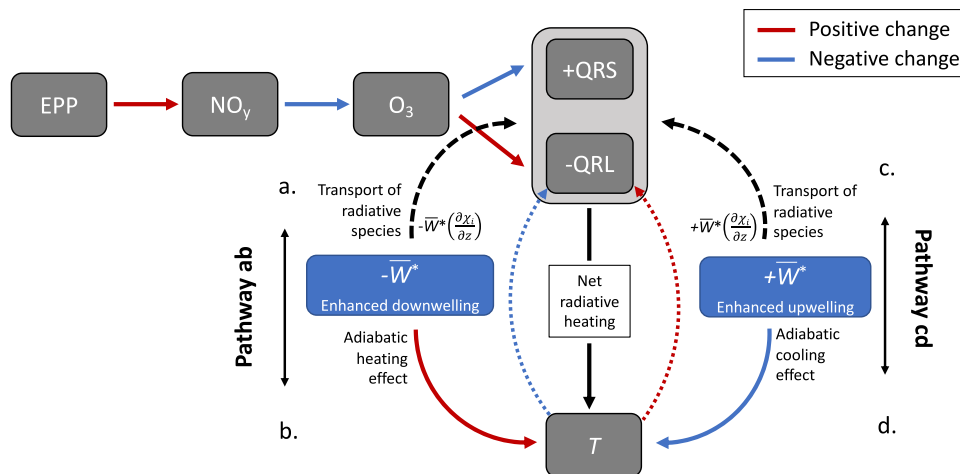 Positive change
Negative change
EPP
NOy
O3
+QRS
-QRL
a.
Transport of
radiative
species
-W̅*(∂χi/∂z)
Pathway ab
-W̅*
Enhanced downwelling
Adiabatic
heating
effect
b.
Net
radiative
heating
T
c.
Transport of
radiative
species
+W̅*(∂χi/∂z)
Pathway cd
+W̅*
Enhanced upwelling
Adiabatic
cooling
effect
d.